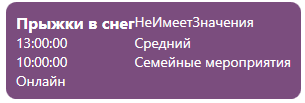 Прыжки в снег НеИмеетЗначения
13:00:00 Средний
10:00:00 Семейные мероприятия
Онлайн